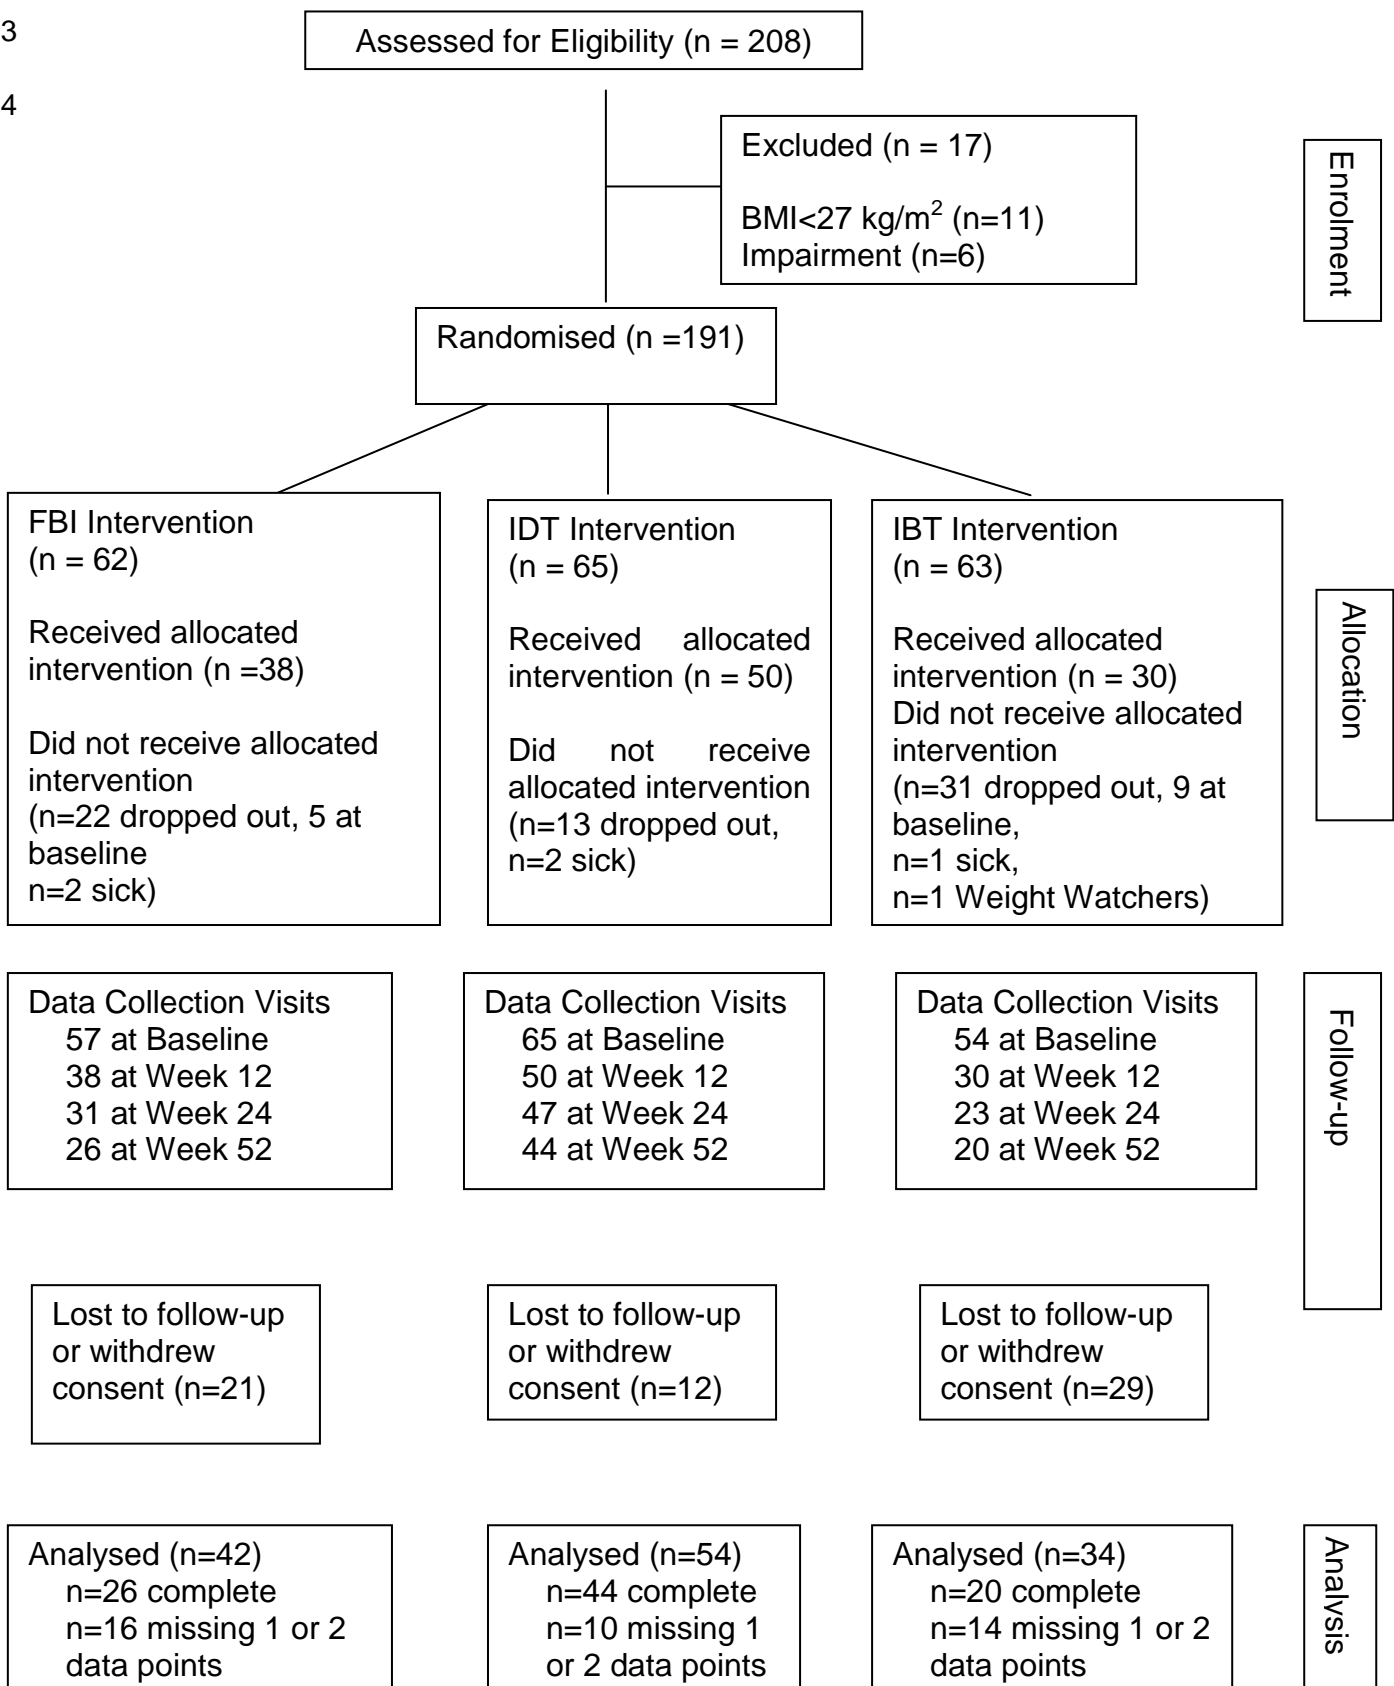 3
Assessed for Eligibility (n = 208)
4
Excluded (n = 17)
BMI<27 kg/m2 (n=11)
Impairment (n=6)
Enrolment
Randomised (n =191)
FBI Intervention
(n = 62)
Received allocated
intervention (n =38)
Did not receive allocated
intervention
(n=22 dropped out, 5 at
baseline
n=2 sick)
IDT Intervention
(n = 65)
Received allocated
intervention (n = 50)
Did not receive
allocated intervention
(n=13 dropped out,
n=2 sick)
IBT Intervention
(n = 63)
Received allocated
intervention (n = 30)
Did not receive allocated
intervention
(n=31 dropped out, 9 at
baseline,
n=1 sick,
n=1 Weight Watchers)
Allocation
Data Collection Visits
57 at Baseline
38 at Week 12
31 at Week 24
26 at Week 52
Data Collection Visits
65 at Baseline
50 at Week 12
47 at Week 24
44 at Week 52
Data Collection Visits
54 at Baseline
30 at Week 12
23 at Week 24
20 at Week 52
Follow-up
Lost to follow-up
or withdrew
consent (n=21)
Lost to follow-up
or withdrew
consent (n=12)
Lost to follow-up
or withdrew
consent (n=29)
Analysed (n=42)
n=26 complete
n=16 missing 1 or 2
data points
Analysed (n=54)
n=44 complete
n=10 missing 1
or 2 data points
Analysed (n=34)
n=20 complete
n=14 missing 1 or 2
data points
Analysis